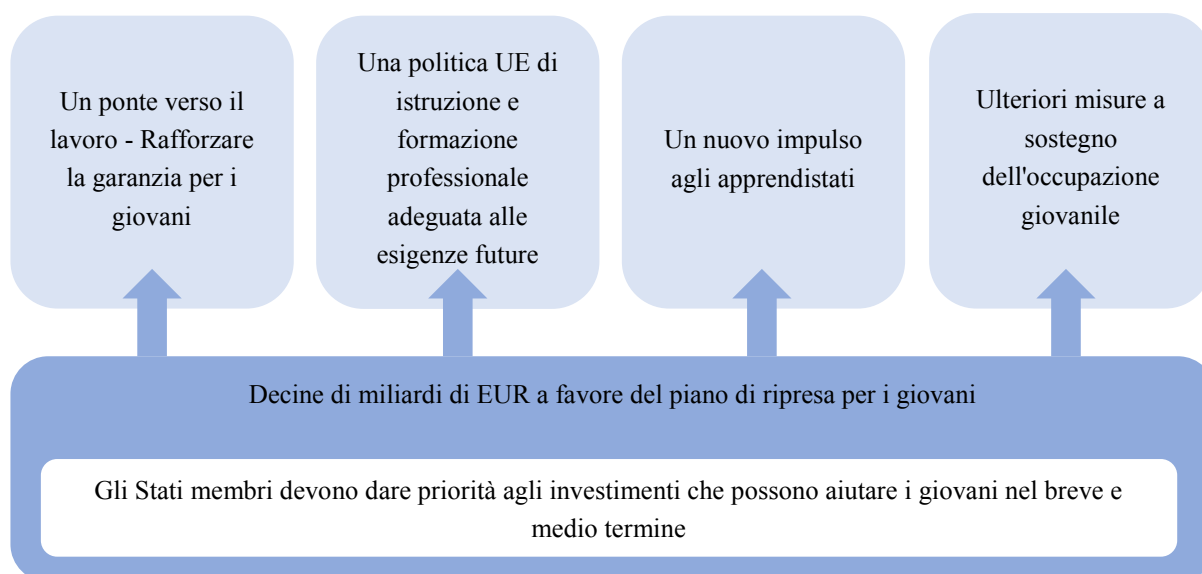 Un ponte verso il
lavoro - Rafforzare
la garanzia per i
giovani
Una politica UE di
istruzione e
formazione
professionale
adeguata alle
esigenze future
Un nuovo impulso
agli apprendistati
Ulteriori misure a
sostegno
dell'occupazione
giovanile
Decine di miliardi di EUR a favore del piano di ripresa per i giovani
Gli Stati membri devono dare priorità agli investimenti che possono aiutare i giovani nel breve e
medio termine